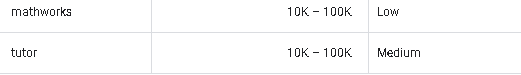 mathworks 10K – 100K Low
tutor 10K – 100K Medium